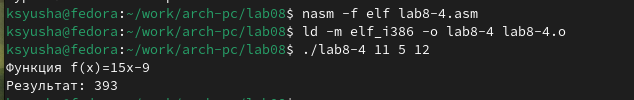 ksyusha@fedora:~/work/arch-pc/lab08$ nasm -f elf lab8-4.asm
ksyusha@fedora:~/work/arch-pc/lab08$ ld -m elf_i386 -o lab8-4 lab8-4.o
ksyusha@fedora:~/work/arch-pc/lab08$ ./lab8-4 11 5 12
Функция f(x)=15x-9
Результат: 393